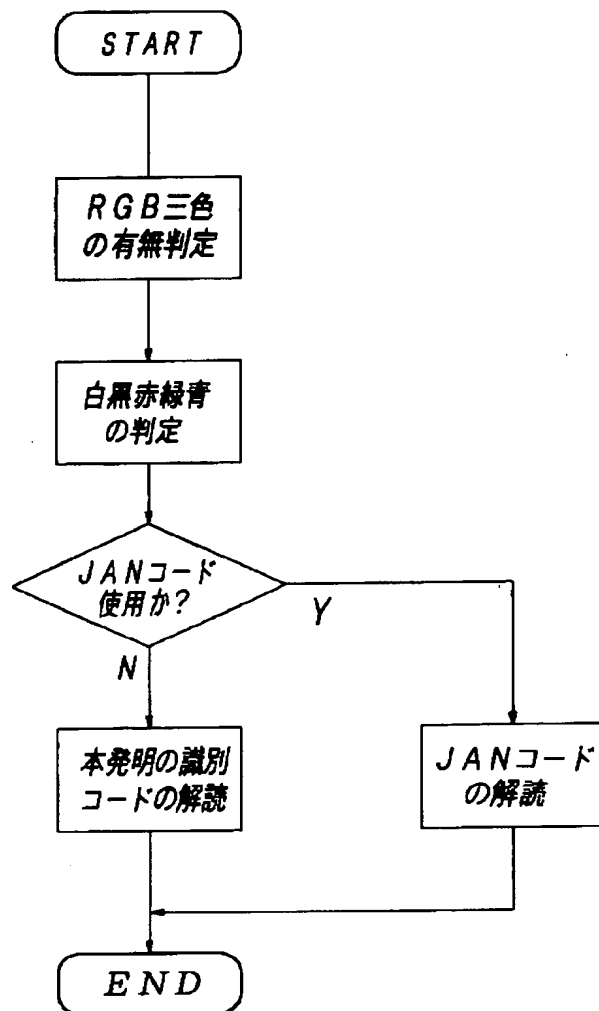 START
RGB三色
の有無判定
白黒赤緑青
の判定
JANコード
使用か?
Y
N
本発明の識別
コードの解読
JANコード
の解読
END